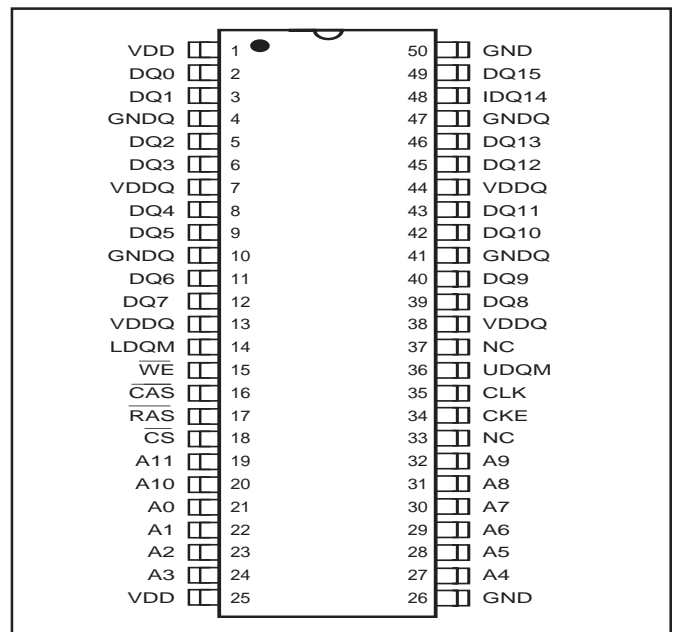 VDD 1 50 GND
DQ0 2 49 DQ15
DQ1 3 48 IDQ14
GNDQ 4 47 GNDQ
DQ2 5 46 DQ13
DQ3 6 45 DQ12
VDDQ 7 44 VDDQ
DQ4 8 43 DQ11
DQ5 9 42 DQ10
GNDQ 10 41 GNDQ
DQ6 11 40 DQ9
DQ7 12 39 DQ8
VDDQ 13 38 VDDQ
LDQM 14 37 NC
W̅E̅ 15 36 UDQM
C̅A̅S̅ 16 35 CLK
R̅A̅S̅ 17 34 CKE
C̅S̅ 18 33 NC
A11 19 32 A9
A10 20 31 A8
A0 21 30 A7
A1 22 29 A6
A2 23 28 A5
A3 24 27 A4
VDD 25 26 GND